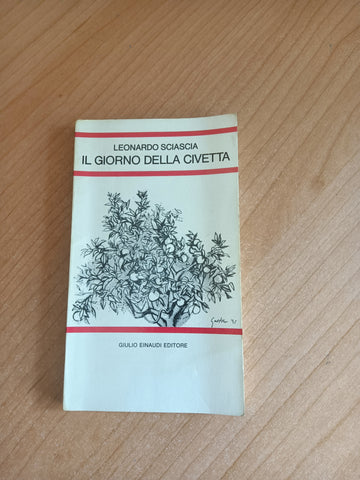 LEONARDO SCIASCIA
IL GIORNO DELLA CIVETTA
GIULIO EINAUDI EDITORE